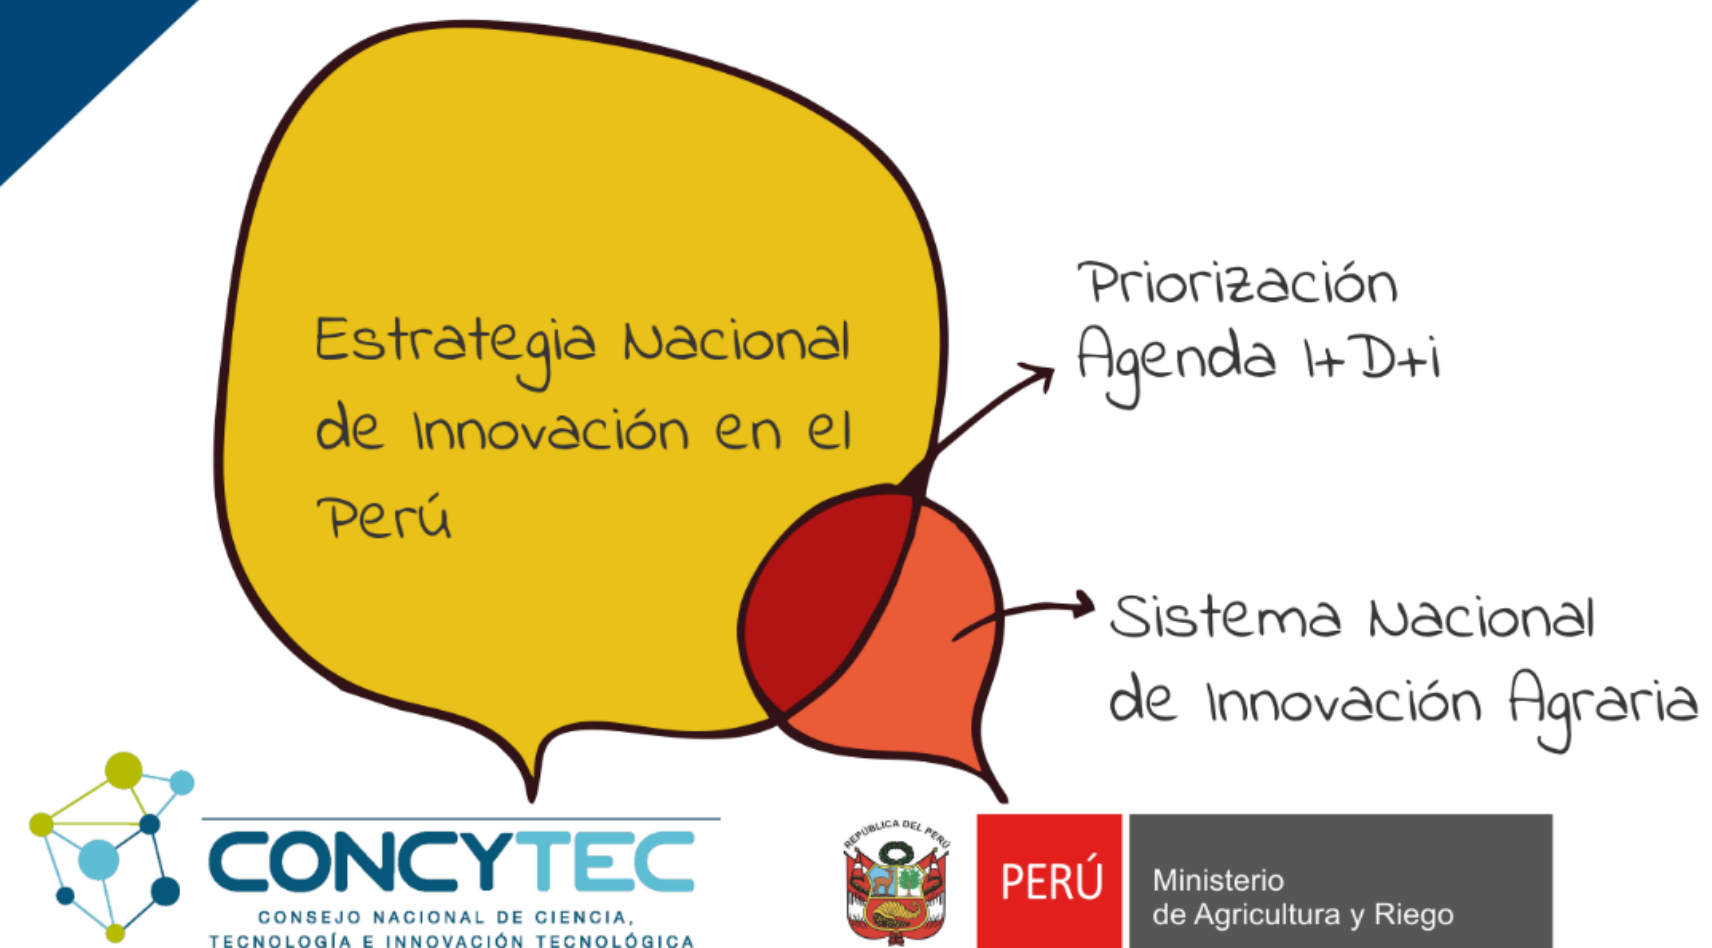 Estrategia Nacional
de Innovación en el
Perú
Priorización
Agenda I+D+i
Sistema Nacional
de Innovación Agraria
CONCYTEC
CONSEJO NACIONAL DE CIENCIA,
TECNOLOGÍA E INNOVACIÓN TECNOLÓGICA
REPÚBLICA DEL PERÚ
PERÚ
Ministerio
de Agricultura y Riego